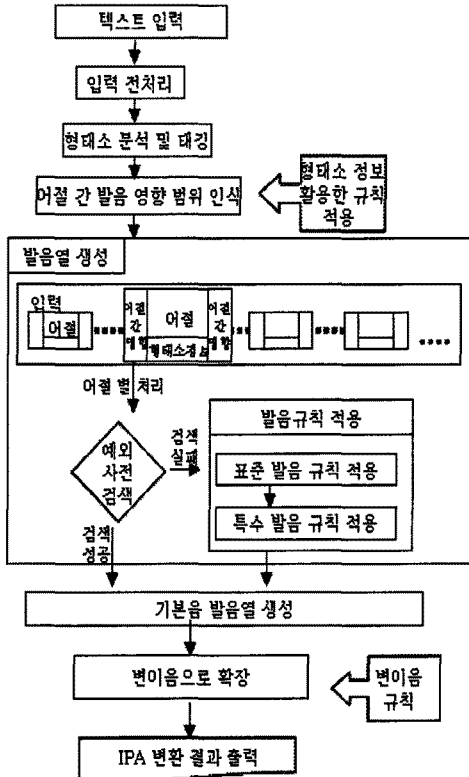 텍스트 입력
입력 전처리
형태소 분석 및 태깅
어절 간 발음 영향 범위 인식
형태소 정보
활용한 규칙
적용
발음열 생성
입력
어절
어절
간
어절
형태소정보
어절
간
어절 별 처리
예외
사전
검색
검색
실패
검색
성공
발음규칙 적용
표준 발음 규칙 적용
특수 발음 규칙 적용
기본음 발음열 생성
변이음으로 확장
변이음
규칙
IPA 변환 결과 출력